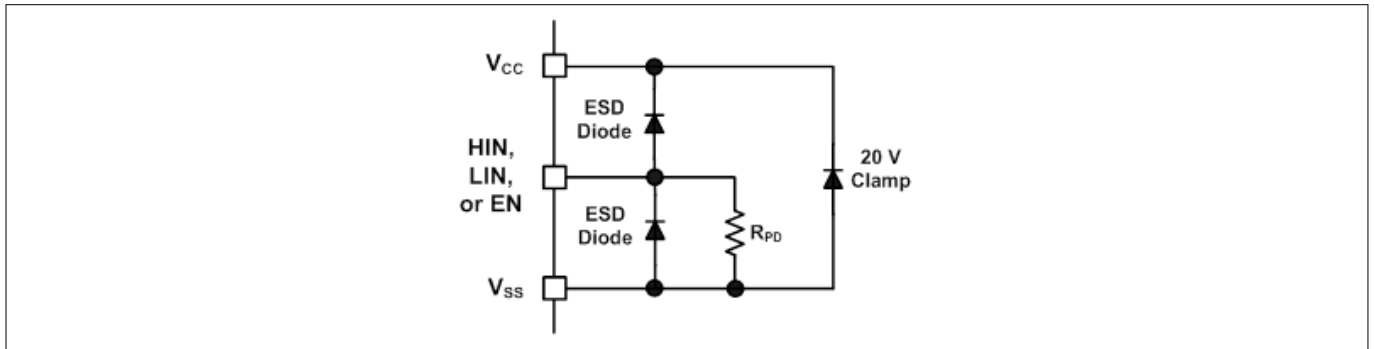 VCC
ESD
Diode
HIN,
LIN,
or EN
20 V
Clamp
ESD
Diode
RPD
VSS